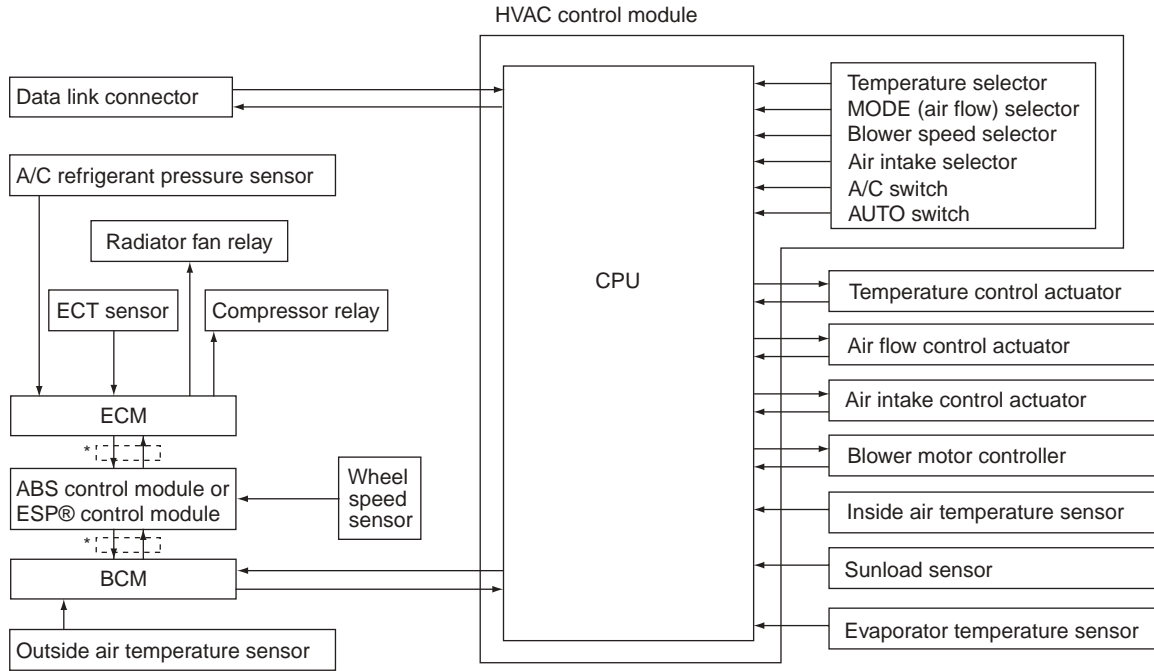 HVAC control module
Data link connector
A/C refrigerant pressure sensor
Radiator fan relay
ECT sensor
Compressor relay
ECM
*
ABS control module or
ESP® control module
Wheel
speed
sensor
*
BCM
Outside air temperature sensor
CPU
Temperature selector
MODE (air flow) selector
Blower speed selector
Air intake selector
A/C switch
AUTO switch
Temperature control actuator
Air flow control actuator
Air intake control actuator
Blower motor controller
Inside air temperature sensor
Sunload sensor
Evaporator temperature sensor